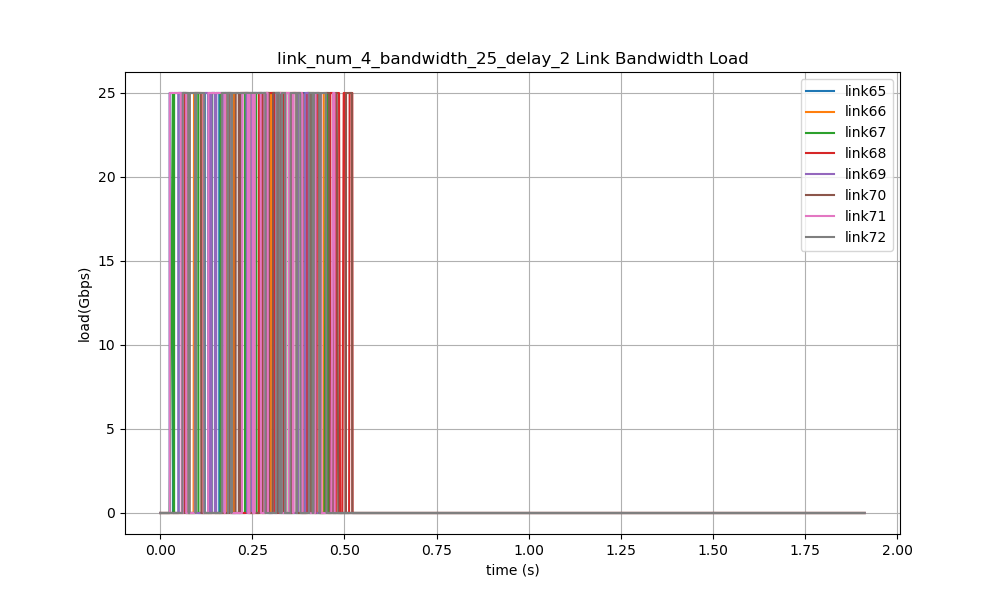 link_num_4_bandwidth_25_delay_2 Link Bandwidth Load
load(Gbps)
25
20
15
10
5
0
link65
link66
link67
link68
link69
link70
link71
link72
0.00 0.25 0.50 0.75 1.00 1.25 1.50 1.75 2.00
time (s)